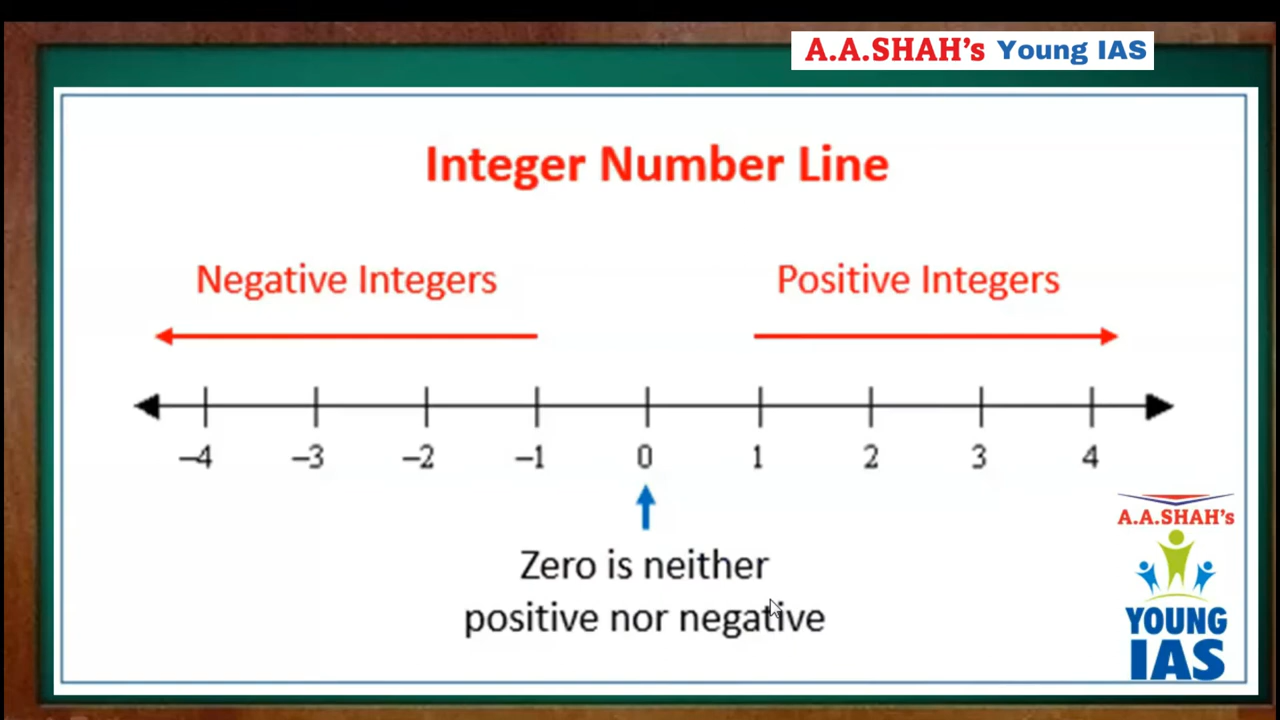 A.A.SHAH's Young IAS
Integer Number Line
Negative Integers Positive Integers
–4 –3 –2 –1 0 1 2 3 4
Zero is neither
positive nor negative
A.A.SHAH's
YOUNG
IAS